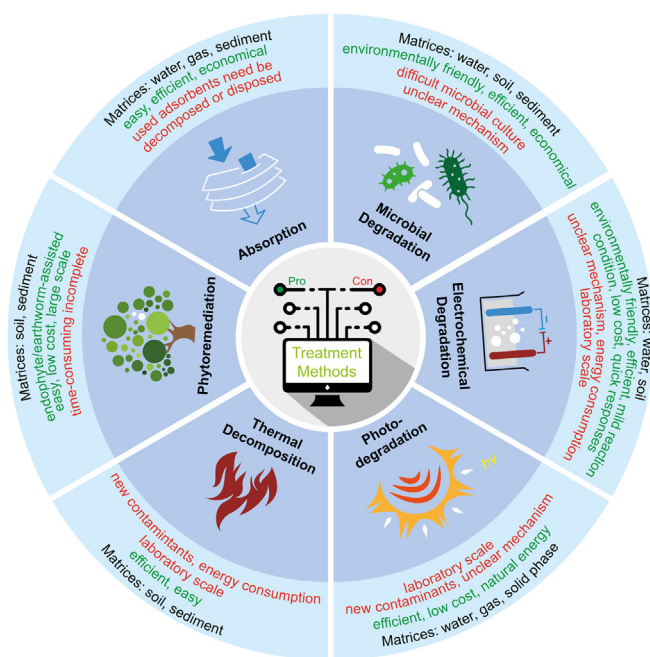 Pro
Con
Treatment
Methods
Matrices: water, gas, sediment
easy, efficient, economical
used adsorbents need be
decomposed or disposed
Absorption
Matrices: water, soil, sediment
environmentally friendly, efficient, economical
difficult microbial culture
unclear mechanism
Microbial
Degradation
Matrices: water, soil
environmentally friendly, efficient, mild reaction
condition, low cost, quick responses
unclear mechanism, energy consumption
laboratory scale
Electrochemical
Degradation
−
+
Photo-
degradation
hν
laboratory scale
new contaminants, unclear mechanism
efficient, low cost, natural energy
Matrices: water, gas, solid phase
Thermal
Decomposition
new contamintants, energy consumption
laboratory scale
efficient, easy
Matrices: soil, sediment
Phytoremediation
Matrices: soil, sediment
endophyte/earthworm-assisted
easy, low cost, large scale
time-consuming incomplete